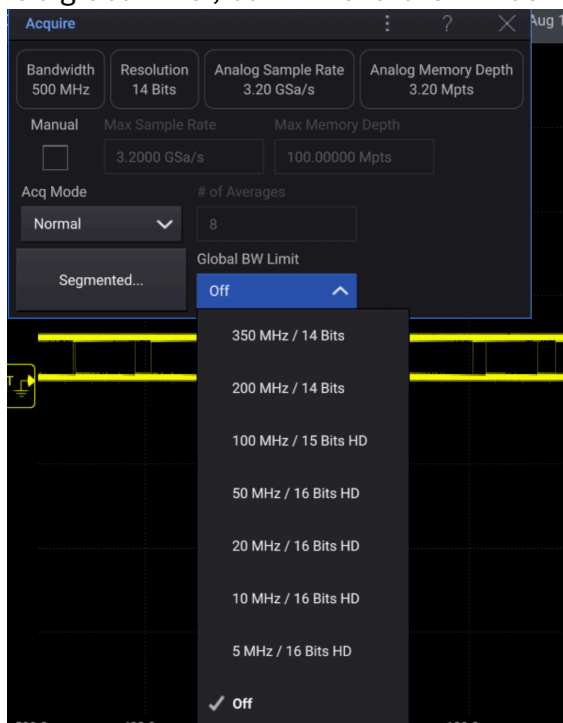 Acquire
⋮ ? ✕ Aug 1
Bandwidth Resolution Analog Sample Rate Analog Memory Depth
500 MHz 14 Bits 3.20 GSa/s 3.20 Mpts
Manual Max Sample Rate Max Memory Depth
3.2000 GSa/s 100.00000 Mpts
Acq Mode # of Averages
Normal 8
Global BW Limit
Segmented... Off
350 MHz / 14 Bits
200 MHz / 14 Bits
T
100 MHz / 15 Bits HD
50 MHz / 16 Bits HD
20 MHz / 16 Bits HD
10 MHz / 16 Bits HD
5 MHz / 16 Bits HD
Off